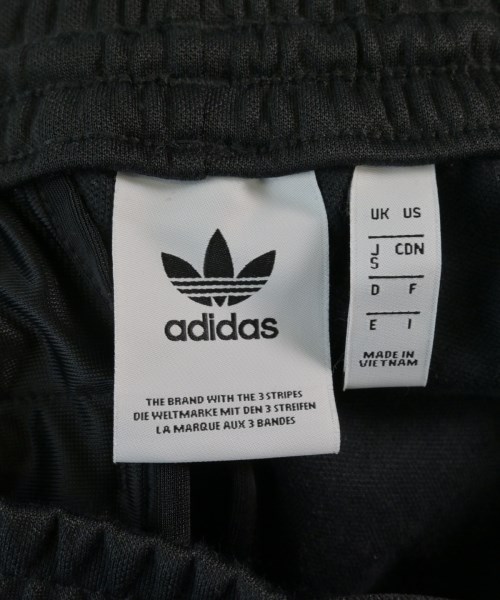 adidas
THE BRAND WITH THE 3 STRIPES
DIE WELTMARKE MIT DEN 3 STREIFEN
LA MARQUE AUX 3 BANDES
UK US
J CDN
S
D F
E I
MADE IN
VIETNAM